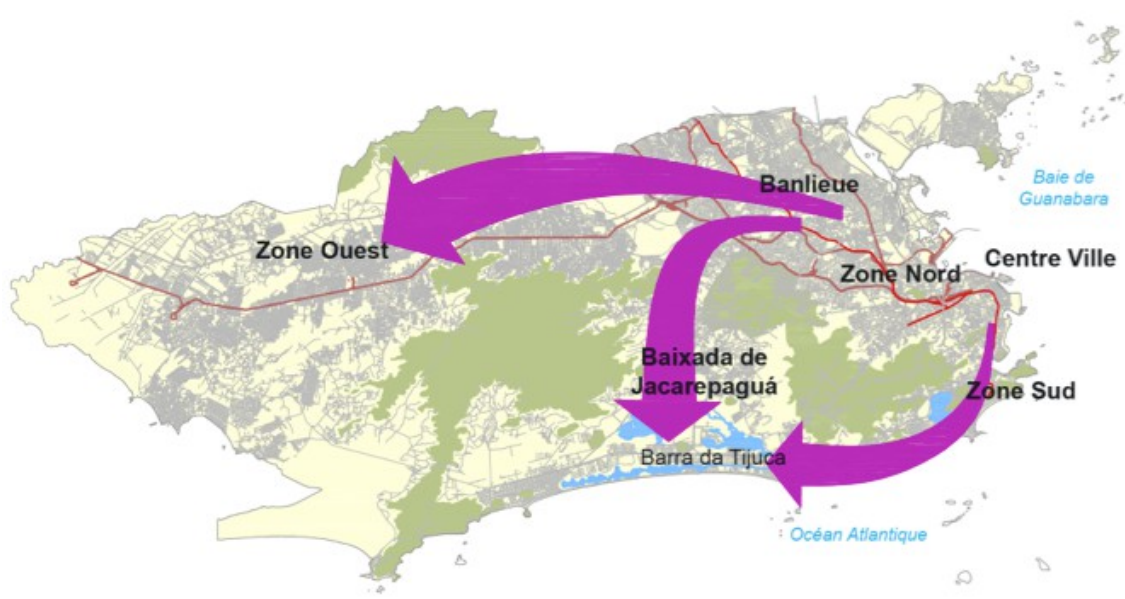 Banlieue
Baie de
Guanabara
Zone Ouest
Centre Ville
Zone Nord
Baixada de
Jacarepaguá
Zone Sud
Barra da Tijuca
Océan Atlantique